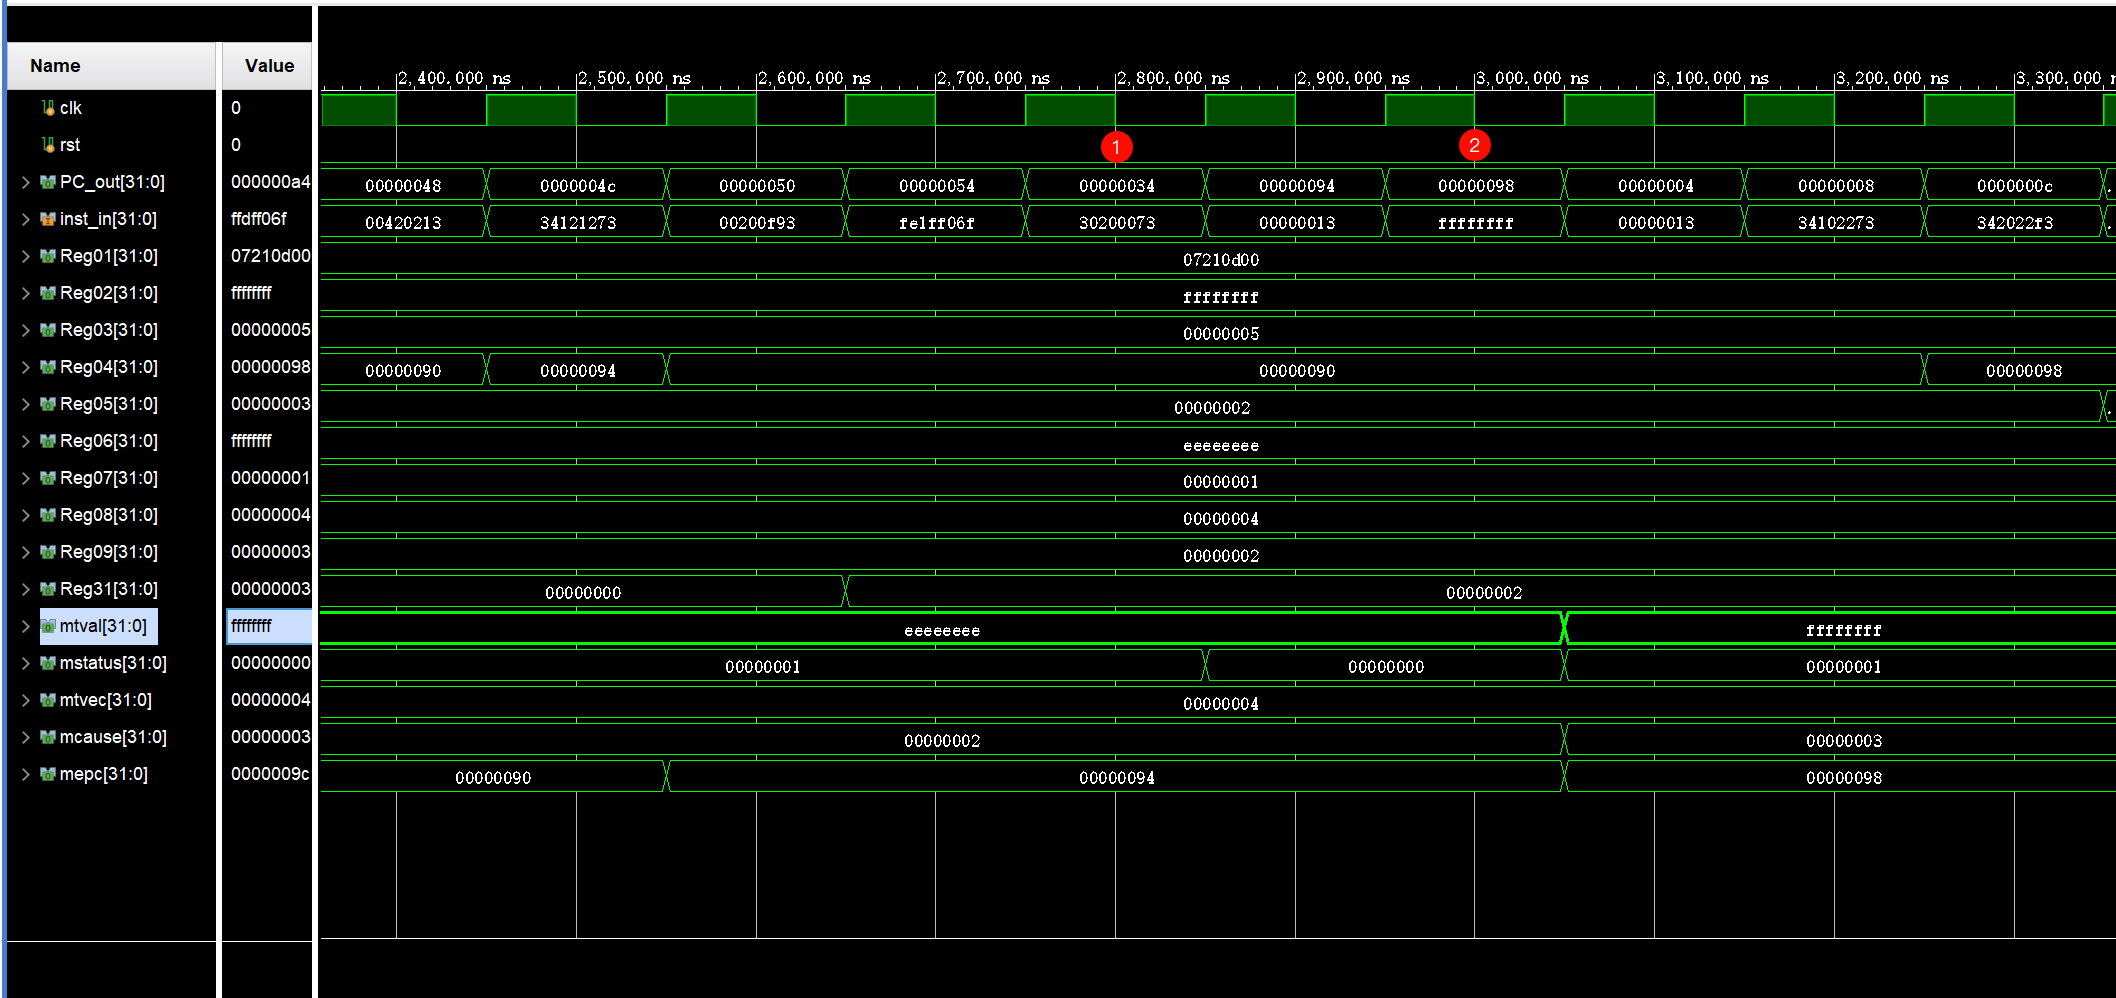 Name Value
2,400.000 ns 2,500.000 ns 2,600.000 ns 2,700.000 ns 2,800.000 ns 2,900.000 ns 3,000.000 ns 3,100.000 ns 3,200.000 ns 3,300.000 n
clk 0
rst 0 1 2
PC_out[31:0] 000000a4 00000048 0000004c 00000050 00000054 00000034 00000094 00000098 00000004 00000008 0000000c .
inst_in[31:0] ffdff06f 00420213 34121273 00200f93 fe1ff06f 30200073 00000013 ffffffff 00000013 34102273 342022f3 .
Reg01[31:0] 07210d00 07210d00
Reg02[31:0] ffffffff ffffffff
Reg03[31:0] 00000005 00000005
Reg04[31:0] 00000098 00000090 00000094 00000090 00000098
Reg05[31:0] 00000003 00000002 .
Reg06[31:0] ffffffff eeeeeeee
Reg07[31:0] 00000001 00000001
Reg08[31:0] 00000004 00000004
Reg09[31:0] 00000003 00000002
Reg31[31:0] 00000003 00000000 00000002
mtval[31:0] ffffffff eeeeeeee ffffffff
mstatus[31:0] 00000000 00000001 00000000 00000001
mtvec[31:0] 00000004 00000004
mcause[31:0] 00000003 00000002 00000003
mepc[31:0] 0000009c 00000090 00000094 00000098